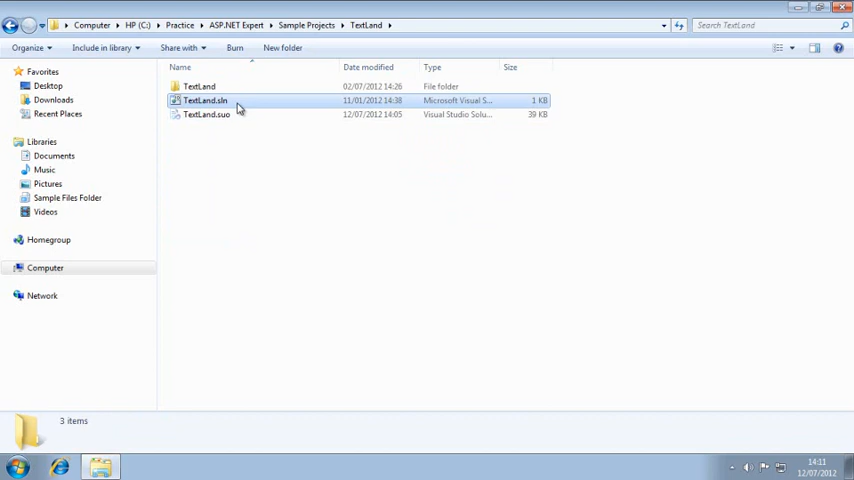 Computer HP (C:) Practice ASP.NET Expert Sample Projects TextLand Search TextLand
Organize Include in library Share with Burn New folder
Name Date modified Type Size
Favorites
Desktop
Downloads
Recent Places
Libraries
Documents
Music
Pictures
Sample Files Folder
Videos
Homegroup
Computer
Network
TextLand 02/07/2012 14:26 File folder
TextLand.sln 11/01/2012 14:38 Microsoft Visual S... 1 KB
TextLand.suo 12/07/2012 14:05 Visual Studio Solu... 39 KB
3 items
14:11
12/07/2012